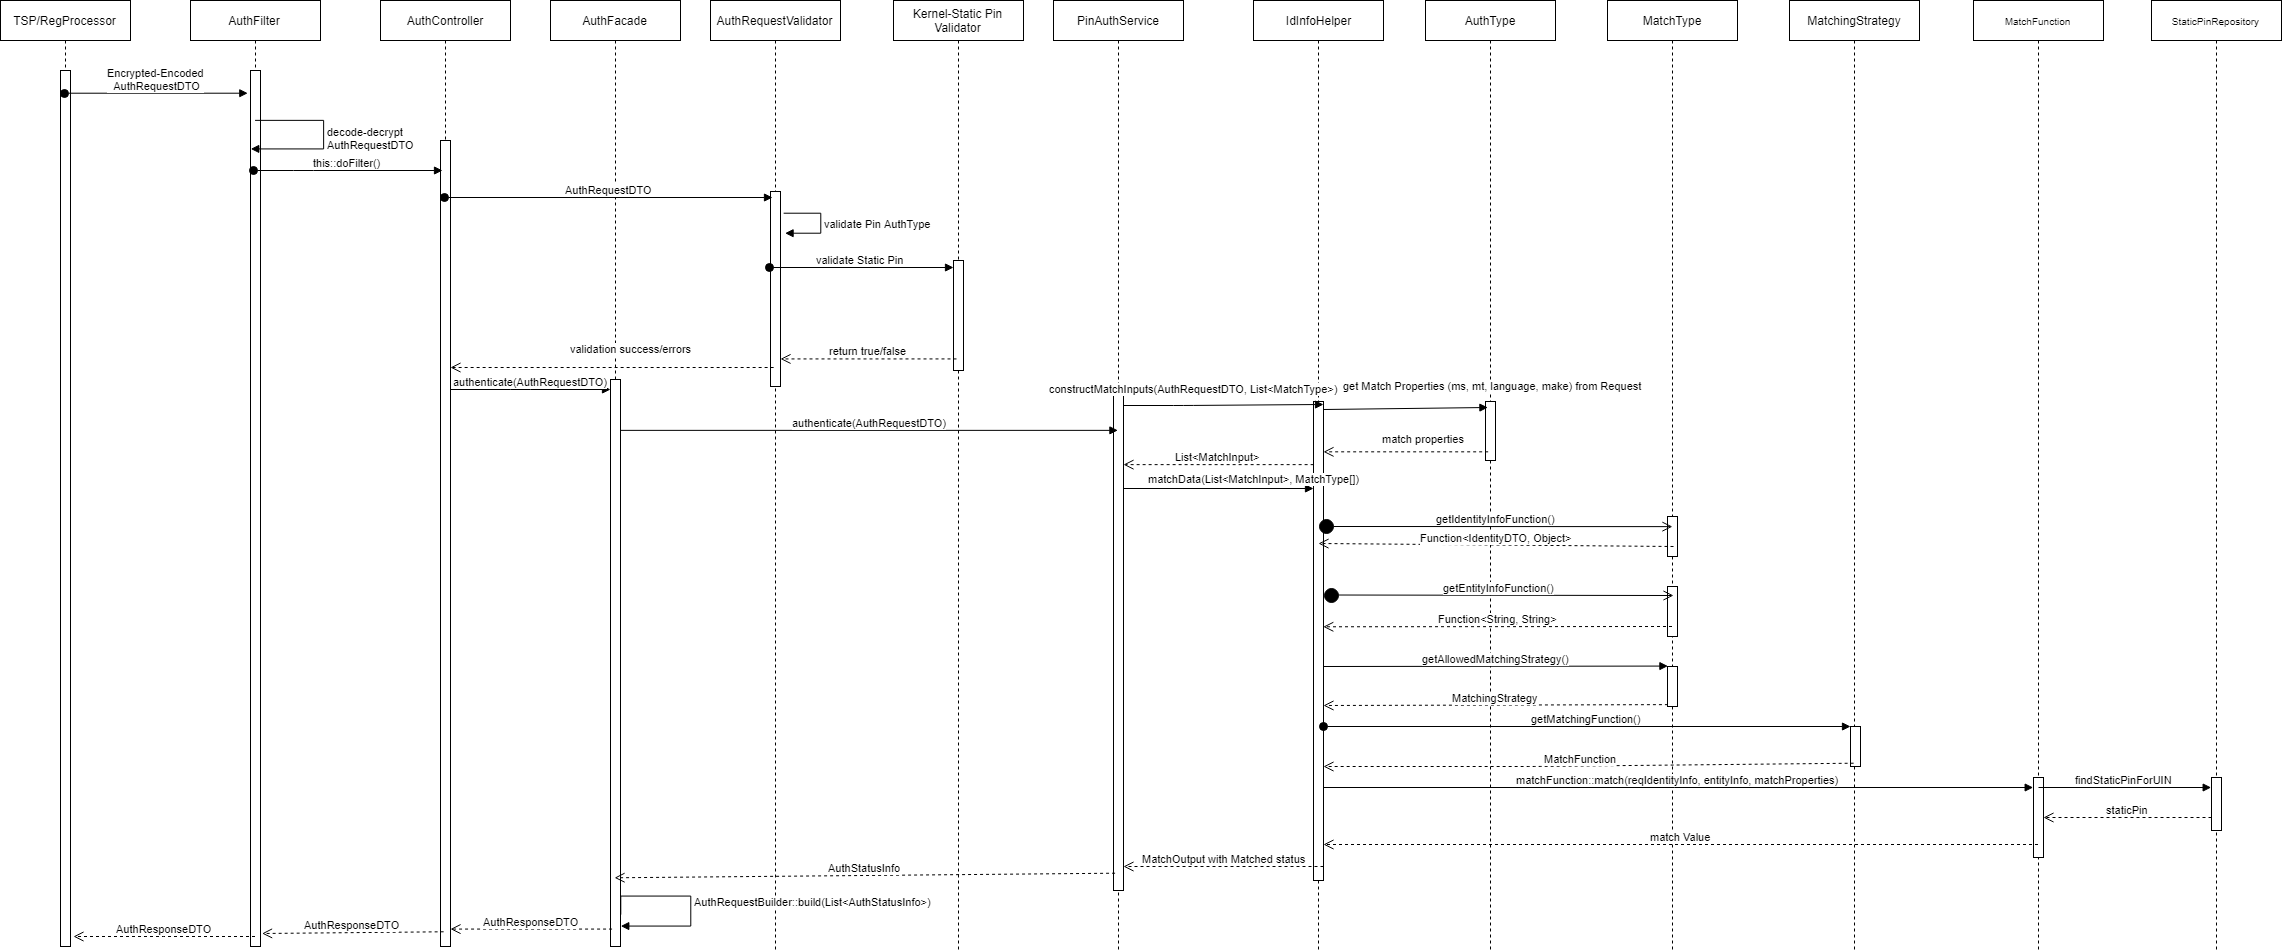 TSP/RegProcessor
AuthFilter
AuthController
AuthFacade
AuthRequestValidator
Kernel-Static Pin
Validator
PinAuthService
IdInfoHelper
AuthType
MatchType
MatchingStrategy
MatchFunction
StaticPinRepository
Encrypted-Encoded
AuthRequestDTO
decode-decrypt
AuthRequestDTO
this::doFilter()
AuthRequestDTO
validate Pin AuthType
validate Static Pin
return true/false
validation success/errors
authenticate(AuthRequestDTO)
constructMatchInputs(AuthRequestDTO, List<MatchType>)
get Match Properties (ms, mt, language, make) from Request
authenticate(AuthRequestDTO)
match properties
List<MatchInput>
matchData(List<MatchInput>, MatchType[])
getIdentityInfoFunction()
Function<IdentityDTO, Object>
getEntityInfoFunction()
Function<String, String>
getAllowedMatchingStrategy()
MatchingStrategy
getMatchingFunction()
MatchFunction
matchFunction::match(reqIdentityInfo, entityInfo, matchProperties)
findStaticPinForUIN
staticPin
match Value
MatchOutput with Matched status
AuthStatusInfo
AuthRequestBuilder::build(List<AuthStatusInfo>)
AuthResponseDTO
AuthResponseDTO
AuthResponseDTO